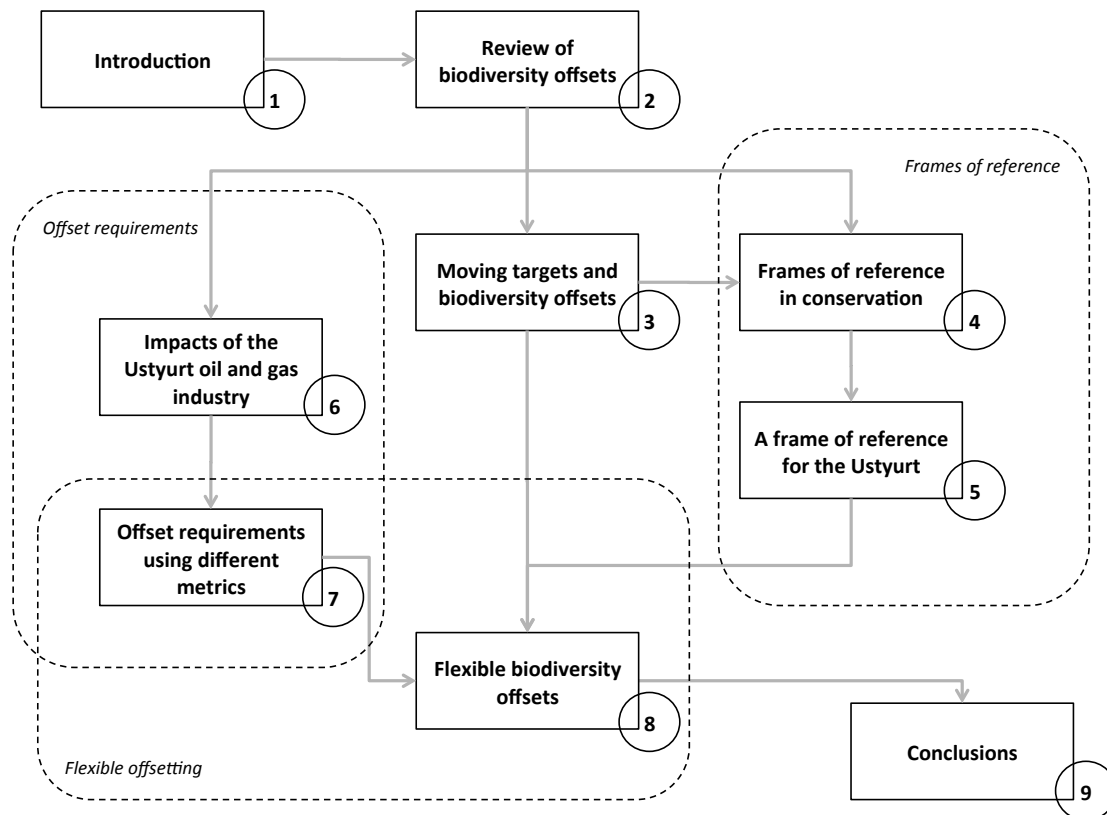 Introduction
1
Review of
biodiversity offsets
2
Frames of reference
Offset requirements
Moving targets and
biodiversity offsets
3
Frames of reference
in conservation
4
Impacts of the
Ustyurt oil and gas
industry
6
A frame of reference
for the Ustyurt
5
Offset requirements
using different
metrics
7
Flexible biodiversity
offsets
8
Flexible offsetting
Conclusions
9